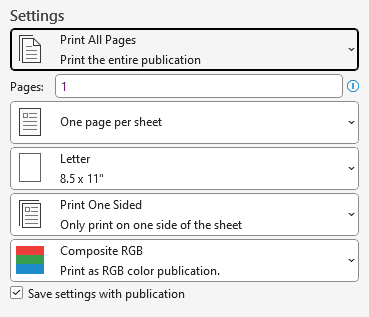 Settings
Print All Pages
Print the entire publication
Pages: 1
One page per sheet
Letter
8.5 x 11"
Print One Sided
Only print on one side of the sheet
Composite RGB
Print as RGB color publication.
Save settings with publication